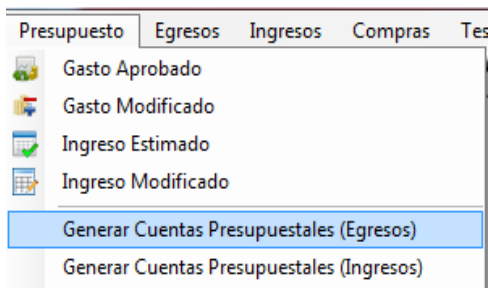 Presupuesto Egresos Ingresos Compras Tes
Gasto Aprobado
Gasto Modificado
Ingreso Estimado
Ingreso Modificado
Generar Cuentas Presupuestales (Egresos)
Generar Cuentas Presupuestales (Ingresos)